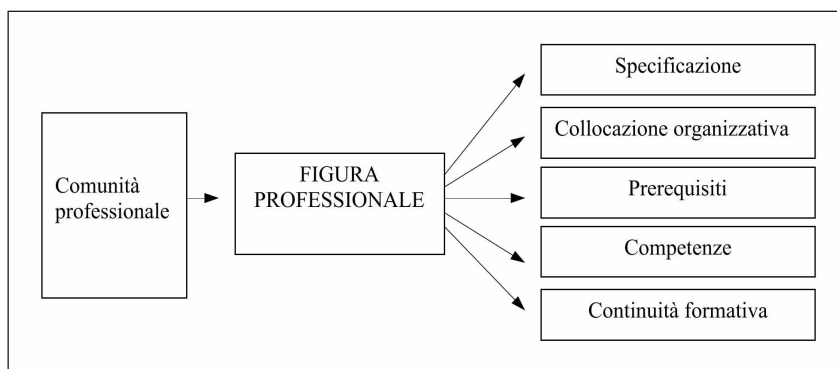 Comunità
professionale
FIGURA
PROFESSIONALE
Specificazione
Collocazione organizzativa
Prerequisiti
Competenze
Continuità formativa